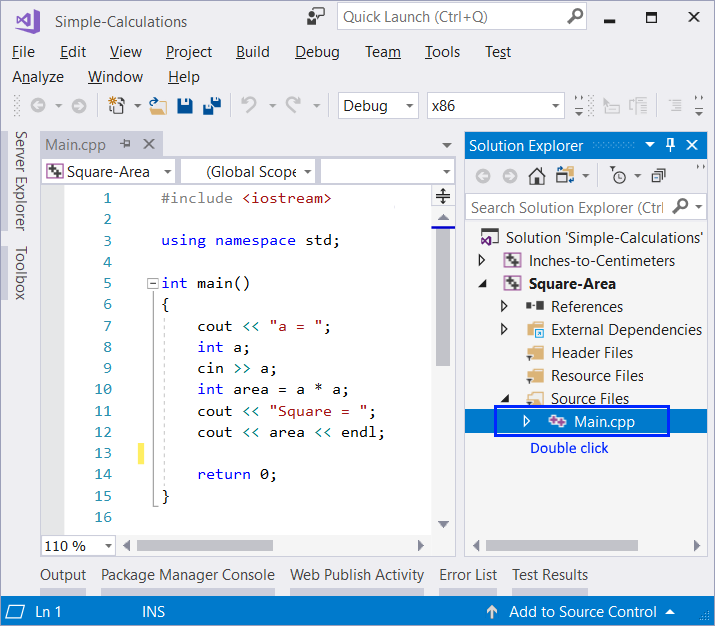 Simple-Calculations
Quick Launch (Ctrl+Q)
File Edit View Project Build Debug Team Tools Test
Analyze Window Help
Debug x86
Server Explorer
Toolbox
Main.cpp
Square-Area (Global Scope
1 #include <iostream>
2
3 using namespace std;
4
5 int main()
6 {
7 cout << "a = ";
8 int a;
9 cin >> a;
10 int area = a * a;
11 cout << "Square = ";
12 cout << area << endl;
13
14 return 0;
15 }
16
110 %
Solution Explorer
Search Solution Explorer (Ctrl
Solution 'Simple-Calculations'
Inches-to-Centimeters
Square-Area
References
External Dependencies
Header Files
Resource Files
Source Files
Main.cpp
Double click
Output Package Manager Console Web Publish Activity Error List Test Results
Ln 1 INS Add to Source Control